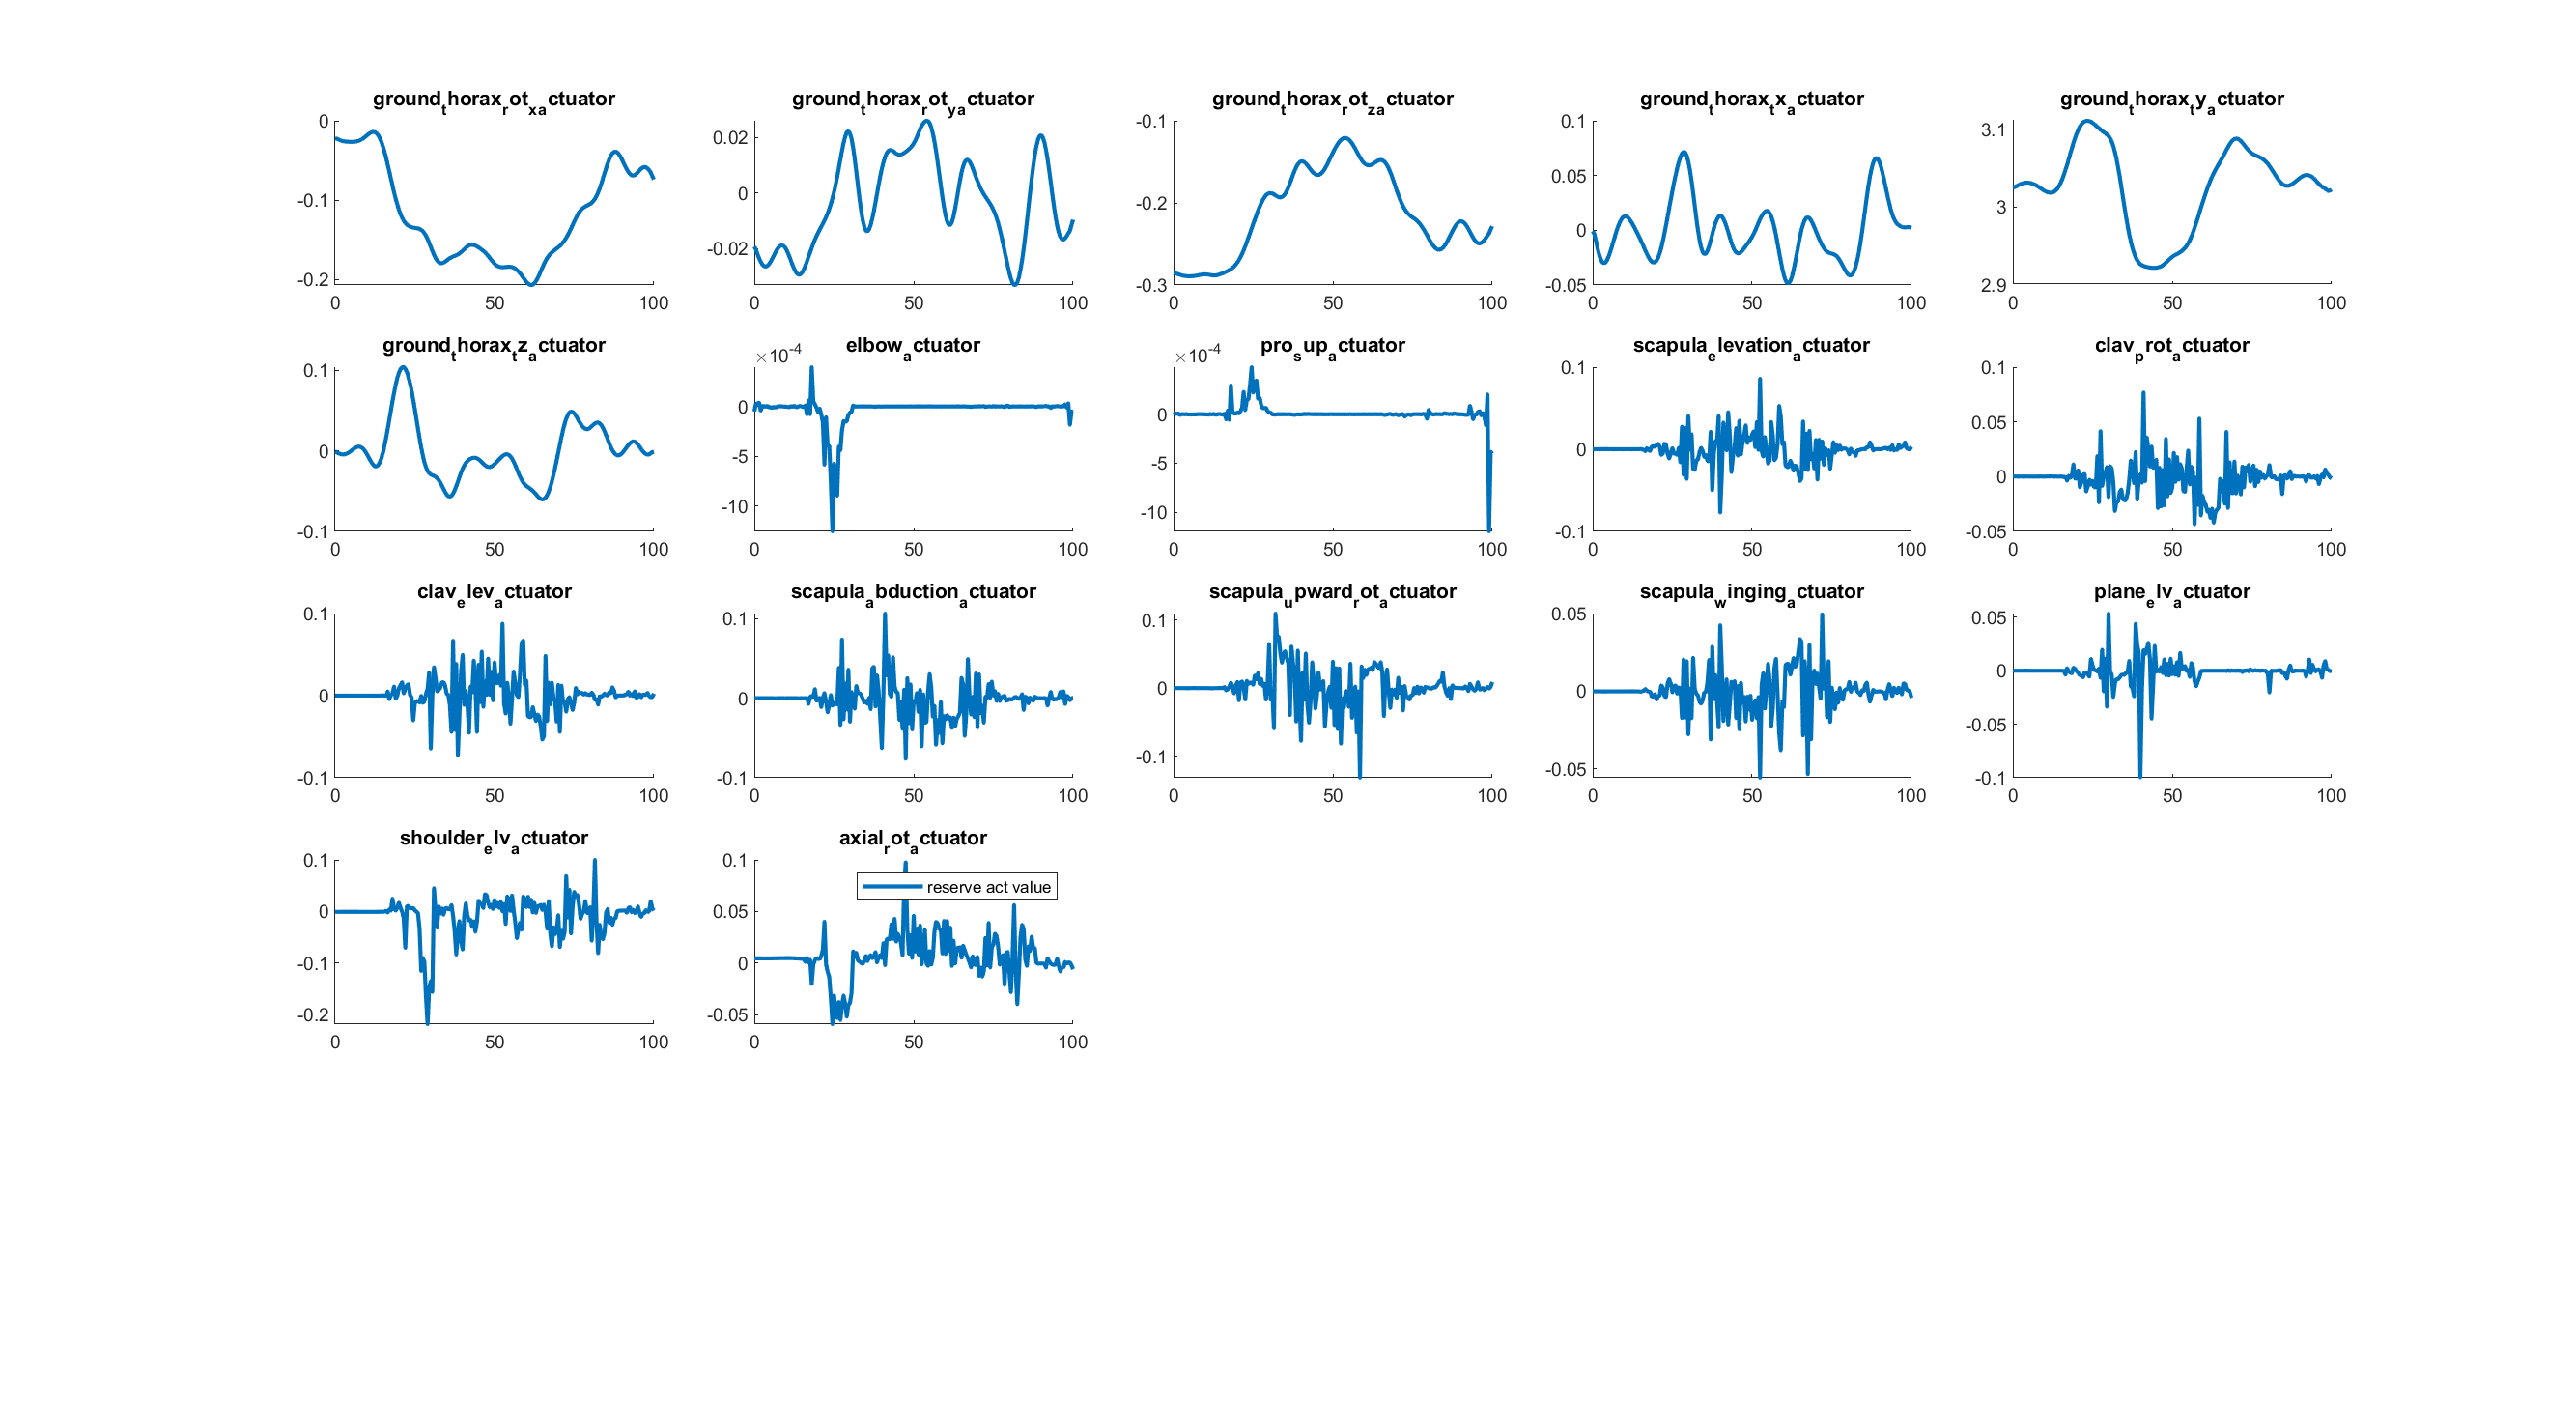 ground_thorax_rot_xactuator ground_thorax_rot_yactuator ground_thorax_rot_zactuator ground_thorax_tx_actuator ground_thorax_ty_actuator
0 0.02 -0.1 0.1 3.1
-0.1 0 -0.2 0.05 3
-0.2 -0.02 -0.3 0 2.9
-0.05
0 50 100 0 50 100 0 50 100 0 50 100 0 50 100
ground_thorax_tz_actuator elbow_actuator pro_sup_actuator scapula_elevation_actuator clav_prot_actuator
×10-4 ×10-4
0.1 0 0 0.1 0.1
0 -5 -5 0 0.05
-0.1 -10 -10 -0.1 0
-0.05
0 50 100 0 50 100 0 50 100 0 50 100 0 50 100
clav_elev_actuator scapula_abduction_actuator scapula_upward_rot_actuator scapula_winging_actuator plane_elv_actuator
0.1 0.1 0.1 0.05 0.05
0 0 0 0 0
-0.1 -0.1 -0.1 -0.05 -0.05
-0.1
0 50 100 0 50 100 0 50 100 0 50 100 0 50 100
shoulder_elv_actuator axial_rot_actuator
0.1 0.1
reserve act value
0 0.05
-0.1 0
-0.2 -0.05
0 50 100 0 50 100